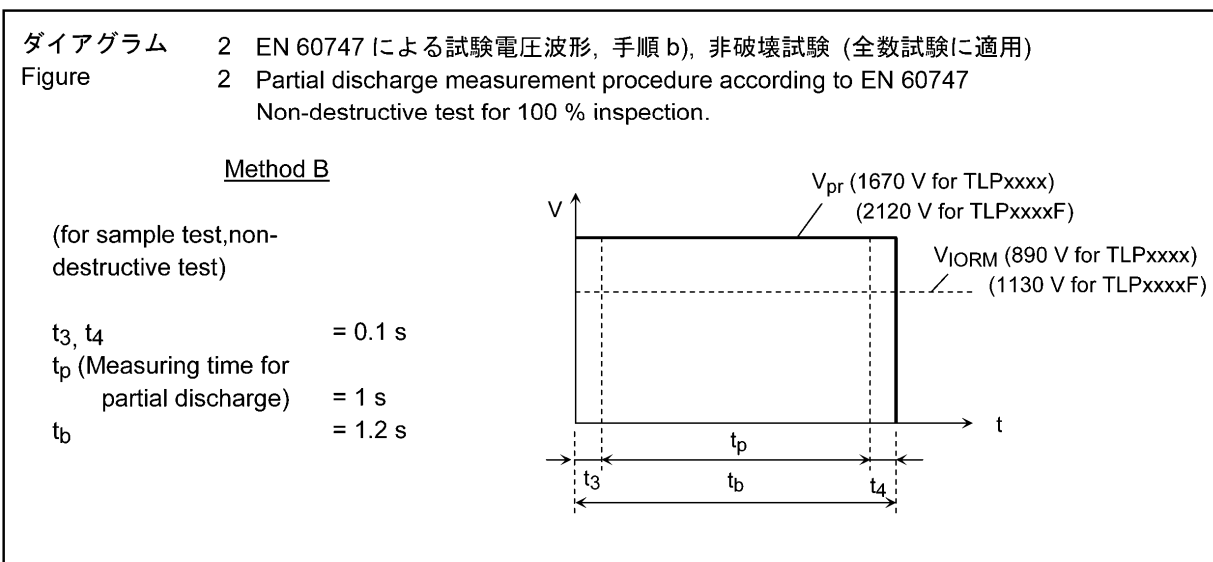 ダイアグラム 2 EN 60747 による試験電圧波形, 手順 b), 非破壊試験 (全数試験に適用)
Figure 2 Partial discharge measurement procedure according to EN 60747
Non-destructive test for 100 % inspection.
Method B
(for sample test,non-
destructive test)
t3, t4 = 0.1 s
tp (Measuring time for
partial discharge) = 1 s
tb = 1.2 s
V
Vpr (1670 V for TLPxxxx)
(2120 V for TLPxxxxF)
VIORM (890 V for TLPxxxx)
(1130 V for TLPxxxxF)
t
tp
t3 tb t4